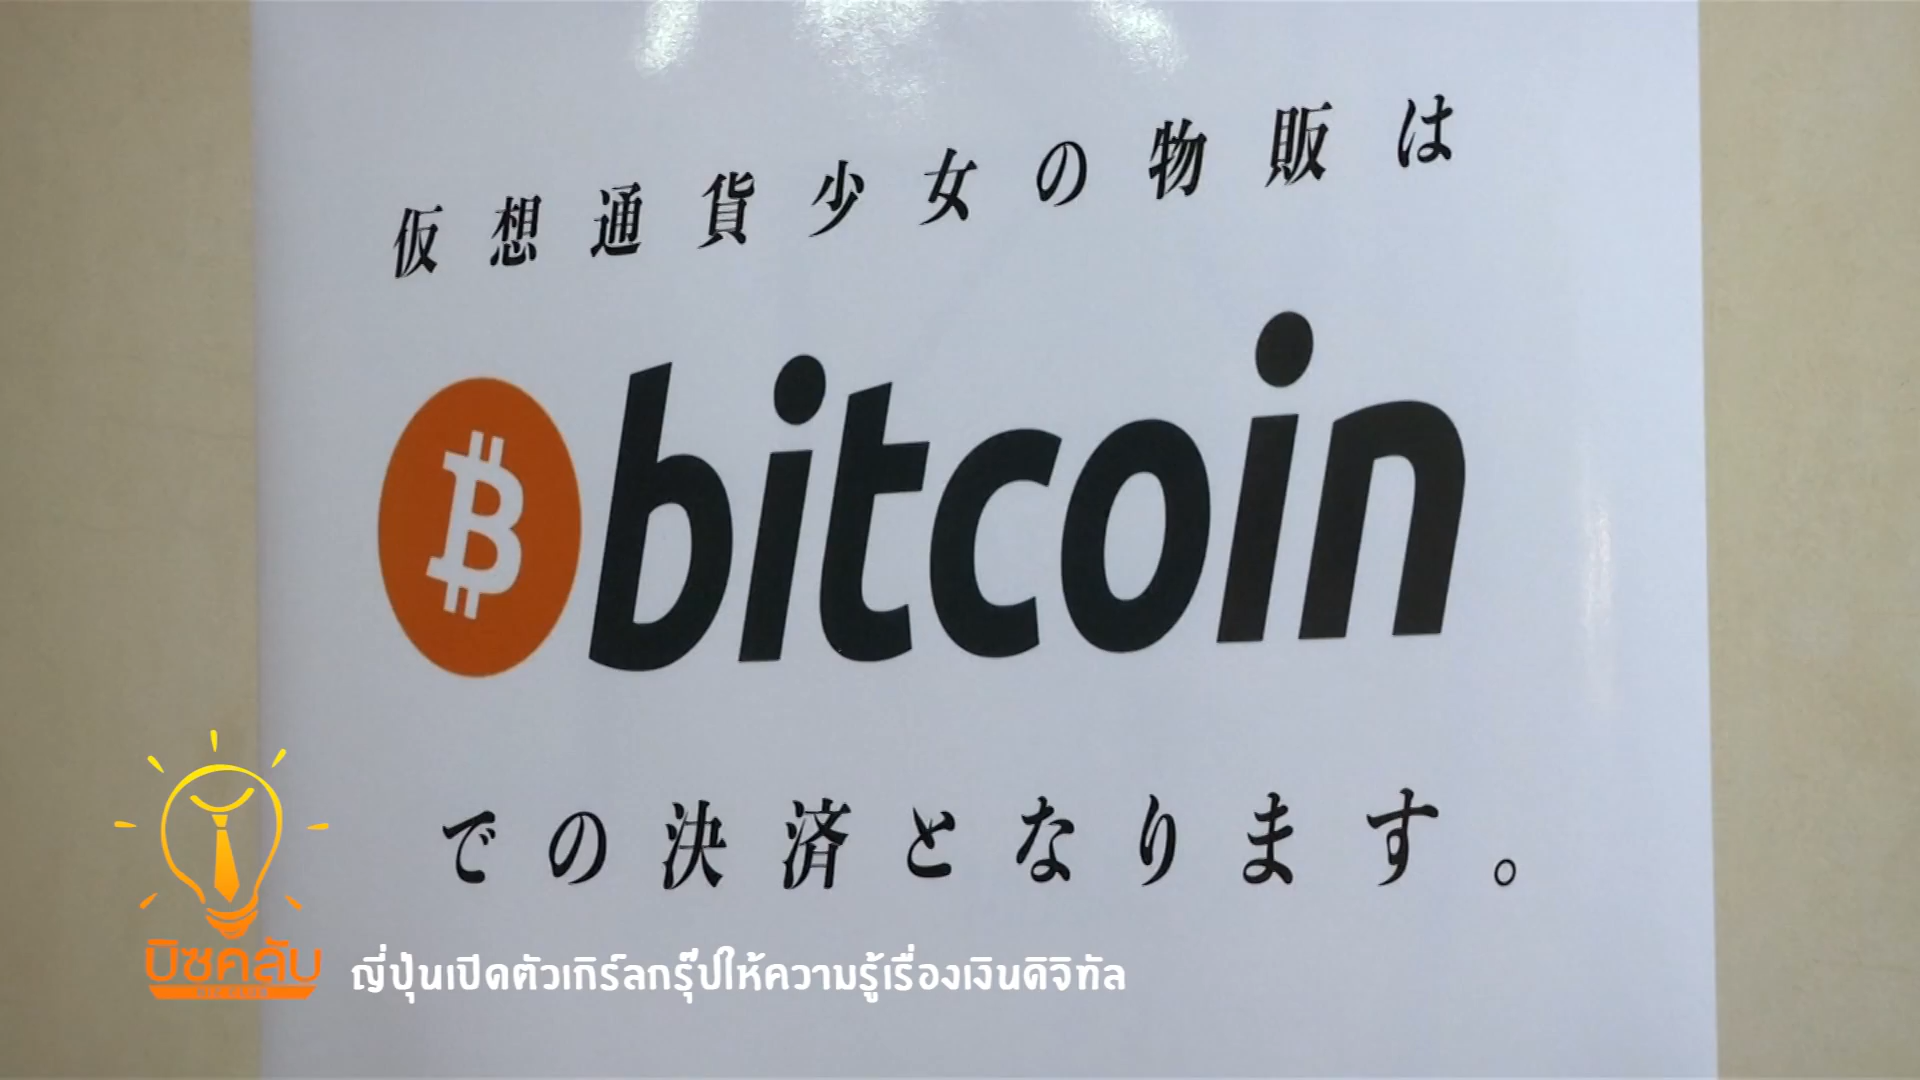 仮想通貨少女の物販は
bitcoin
での決済となります。
บิซคลับ
ญี่ปุ่นเปิดตัวเกิร์ลกรุ๊ปให้ความรู้เรื่องเงินดิจิทัล